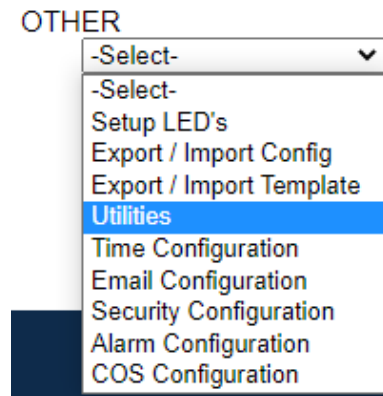 OTHER
-Select-
-Select-
Setup LED's
Export / Import Config
Export / Import Template
Utilities
Time Configuration
Email Configuration
Security Configuration
Alarm Configuration
COS Configuration